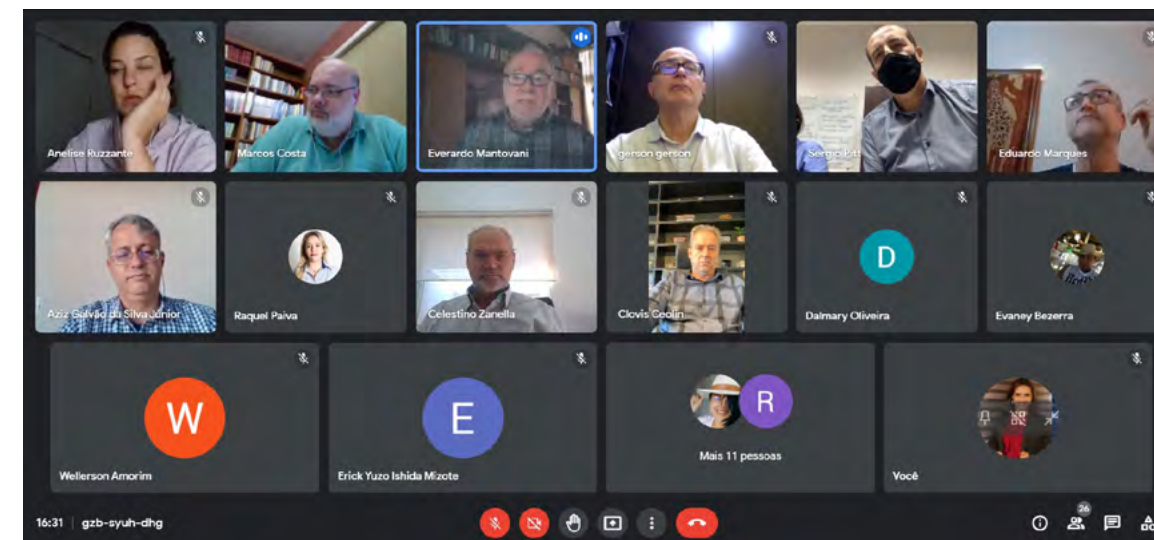 Anelise Ruzzante
Marcos Costa
Everardo Mantovani
gerson gerson
Sergio Pitt
Eduardo Marques
Aziz Galvão da Silva Júnior
Raquel Paiva
Celestino Zanella
Clovis Ceolin
D
Dalmary Oliveira
Evaney Bezerra
W
Wellerson Amorim
E
Erick Yuzo Ishida Mizote
R
Mais 11 pessoas
Você
16:31 | gzb-syuh-dhg
26